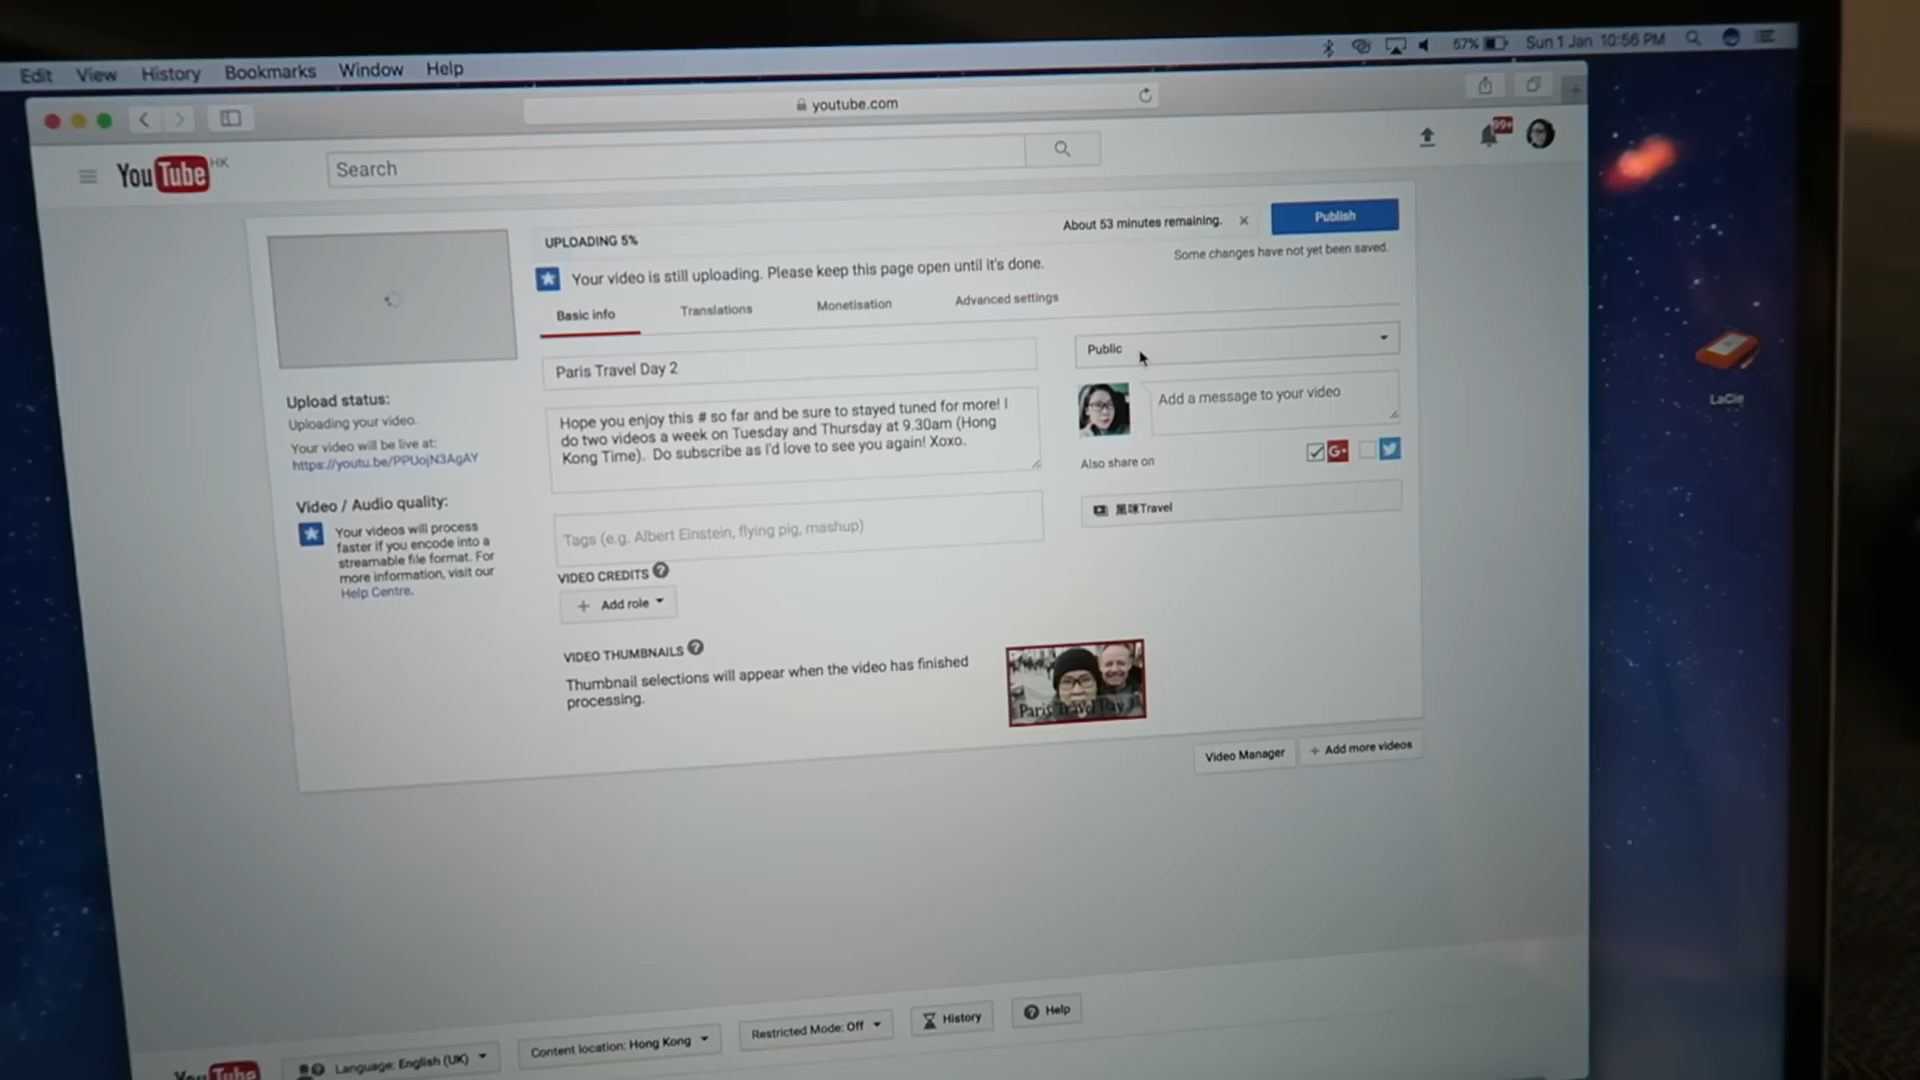 Edit View History Bookmarks Window Help
57% Sun 1 Jan 10:56 PM
youtube.com
YouTube HK
Search
99+
UPLOADING 5%
About 53 minutes remaining.
Publish
Your video is still uploading. Please keep this page open until it's done.
Some changes have not yet been saved.
Basic info Translations Monetisation Advanced settings
Paris Travel Day 2
Public
Hope you enjoy this # so far and be sure to stayed tuned for more! I
do two videos a week on Tuesday and Thursday at 9.30am (Hong
Kong Time). Do subscribe as I'd love to see you again! Xoxo.
Add a message to your video
Also share on
G+
Travel
Upload status:
Uploading your video.
Your video will be live at:
https://youtu.be/PPUojN3AgAY
Video / Audio quality:
Your videos will process
faster if you encode into a
streamable file format. For
more information, visit our
Help Centre.
Tags (e.g. Albert Einstein, flying pig, mashup)
VIDEO CREDITS ?
+ Add role
VIDEO THUMBNAILS ?
Thumbnail selections will appear when the video has finished
processing.
Paris Travel Day
Video Manager
+ Add more videos
LaCie
YouTube
Language: English (UK)
Content location: Hong Kong
Restricted Mode: Off
History
? Help